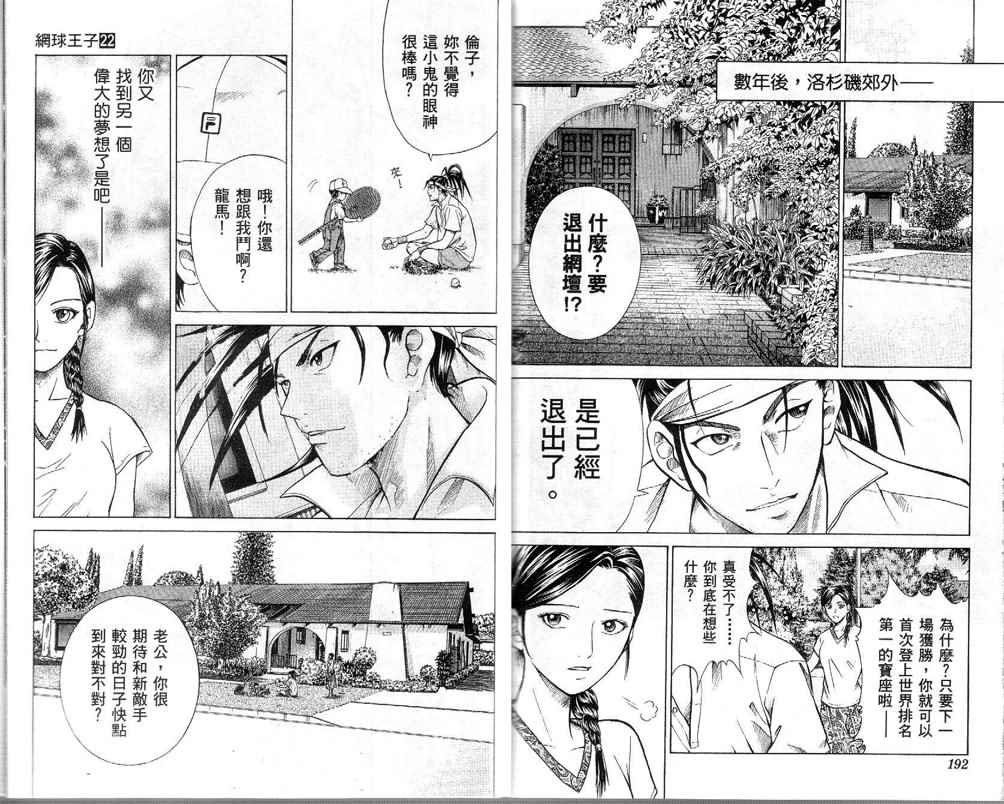 數年後，洛杉磯郊外──
什麼？要
退出網壇！？
是已經
退出了。
為什麼？只要下一
場獲勝，你就可以
首次登上世界排名
第一的寶座啦──
真受不了……
你到底在想些
什麼？
192
網球王子22
倫子，
妳不覺得
這小鬼的眼神
很棒嗎？
來！
哦！你還
想跟我鬥啊？
龍馬！
你又
找到另一個
偉大的夢想了是吧──
老公，你很
期待和新敵手
較勁的日子快點
到來對不對？